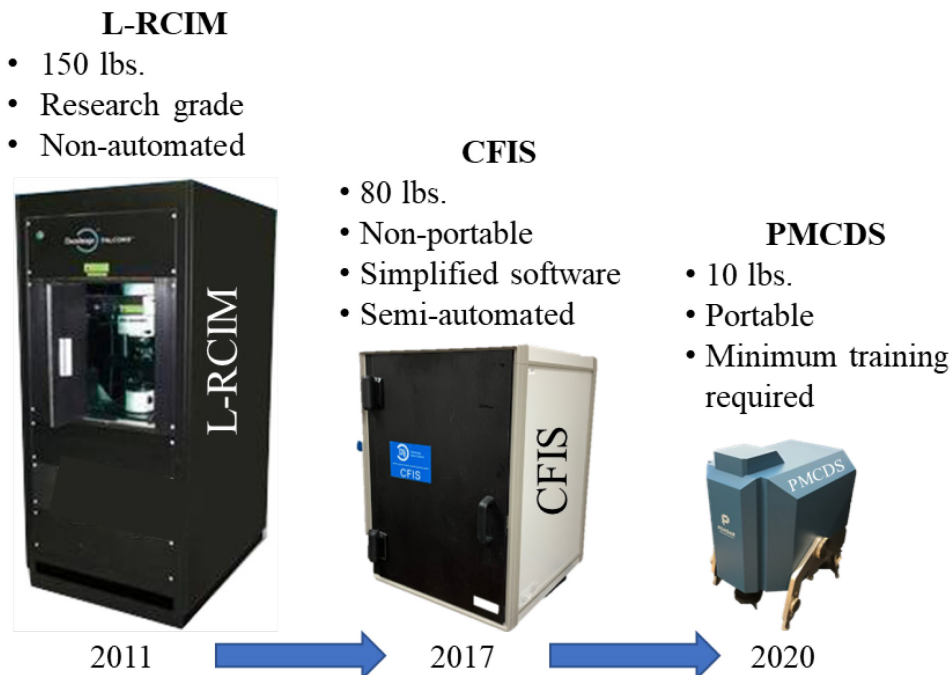 L-RCIM
• 150 lbs.
• Research grade
• Non-automated
CFIS
• 80 lbs.
• Non-portable
• Simplified software
• Semi-automated
PMCDS
• 10 lbs.
• Portable
• Minimum training
required
L-RCIM
CFIS
CFIS
PMCDS
2011
2017
2020